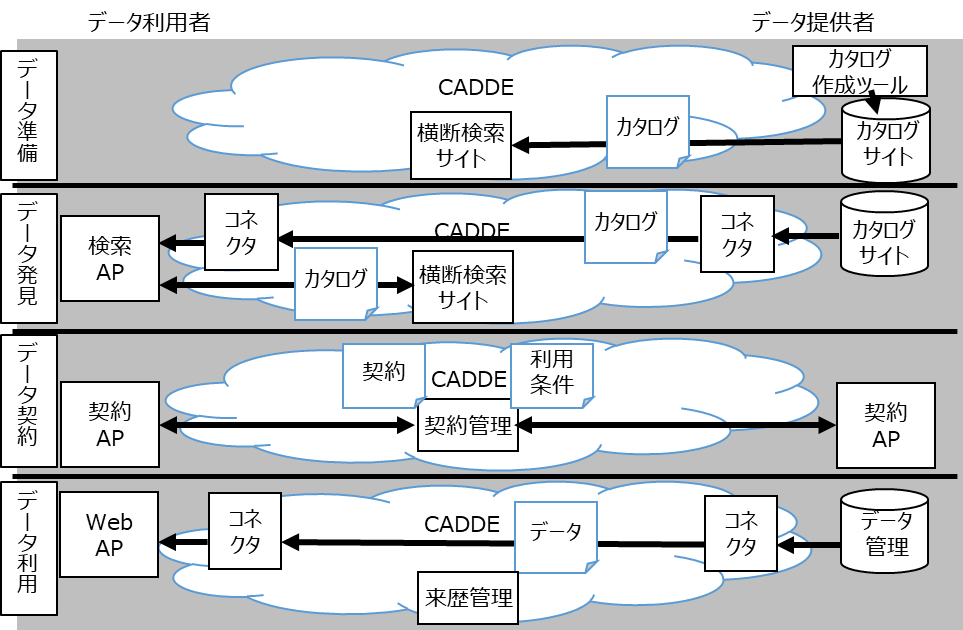 データ利用者
データ提供者
データ準備
CADDE
カタログ
作成ツール
横断検索
サイト
カタログ
カタログ
サイト
データ発見
検索
AP
コネ
クタ
CADDE
カタログ
コネ
クタ
カタログ
サイト
カタログ
横断検索
サイト
データ契約
契約
AP
契約
CADDE
利用
条件
契約管理
契約
AP
データ利用
Web
AP
コネ
クタ
CADDE
データ
コネ
クタ
データ
管理
来歴管理